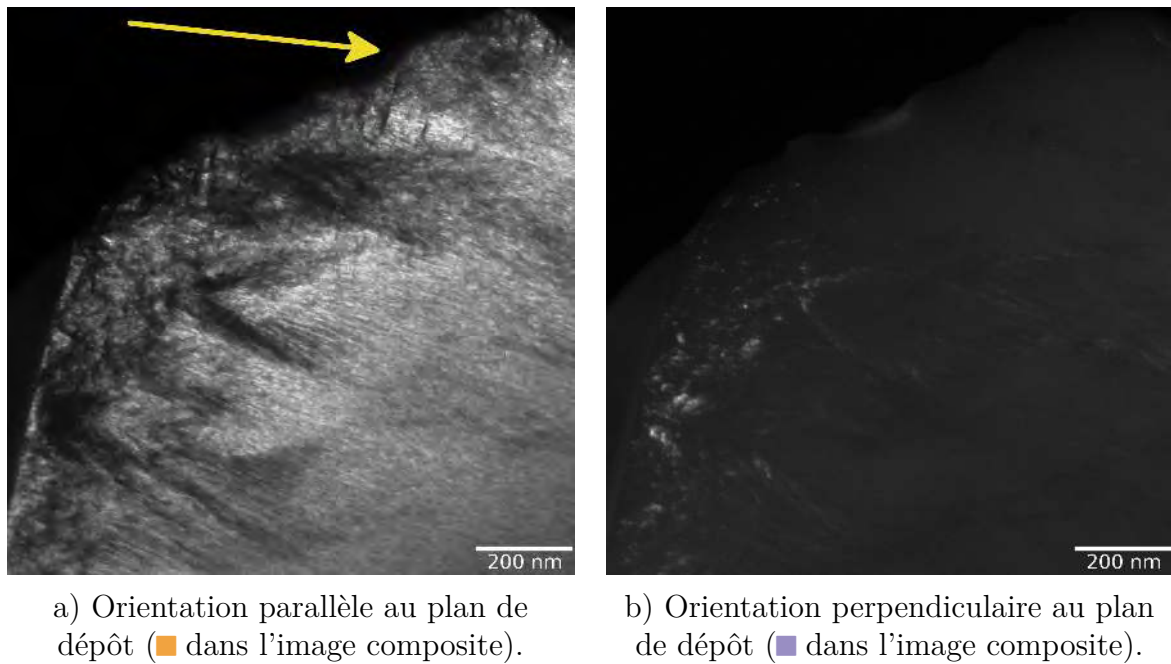 200 nm
200 nm
a) Orientation parallèle au plan de
dépôt (■ dans l'image composite).
b) Orientation perpendiculaire au plan
de dépôt (■ dans l'image composite).